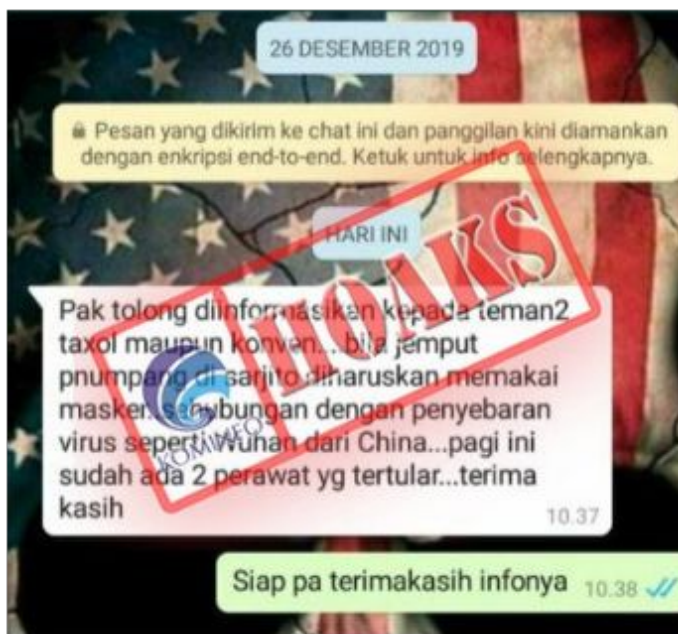 26 DESEMBER 2019
Pesan yang dikirim ke chat ini dan panggilan kini diamankan
dengan enkripsi end-to-end. Ketuk untuk info selengkapnya.
HARI INI
HOAKS
KOMINFO
Pak tolong diinformasikan kepada teman2
taxol maupun konven....bila jemput
pnumpang di sarjito diharuskan memakai
masker..sehubungan dengan penyebaran
virus seperti Wuhan dari China...pagi ini
sudah ada 2 perawat yg tertular...terima
kasih
10.37
Siap pa terimakasih infonya 10.38